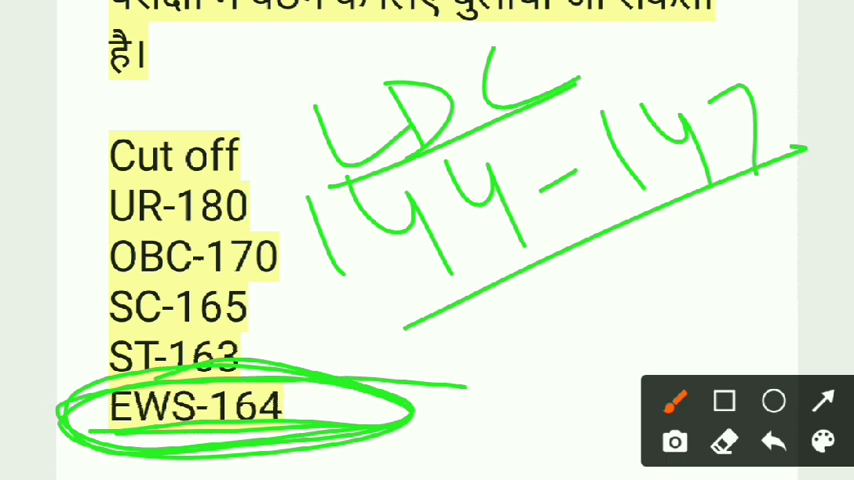 है।
LDC
144-147
Cut off
UR-180
OBC-170
SC-165
ST-163
EWS-164